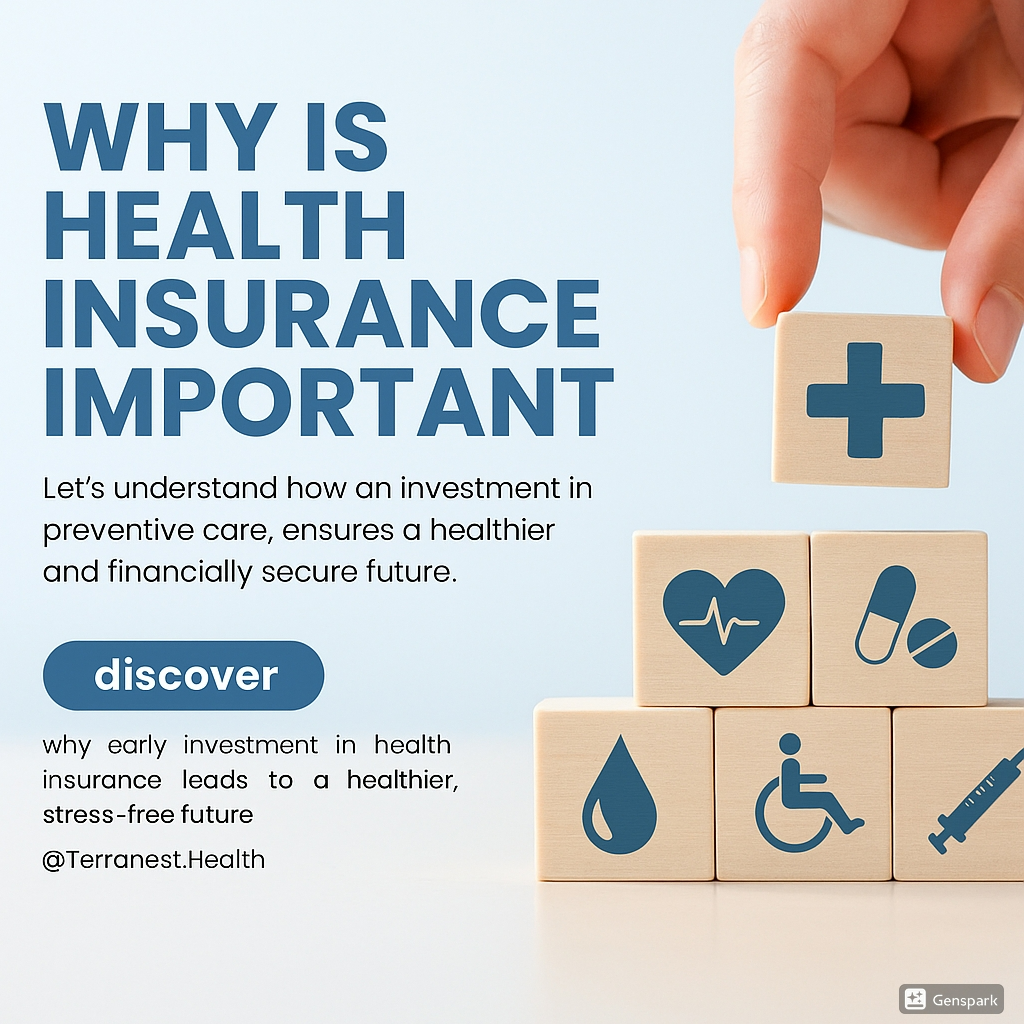 WHY IS
HEALTH
INSURANCE
IMPORTANT
Let's understand how an investment in
preventive care, ensures a healthier
and financially secure future.
discover
why early investment in health
insurance leads to a healthier,
stress-free future
@Terranest.Health
Genspark